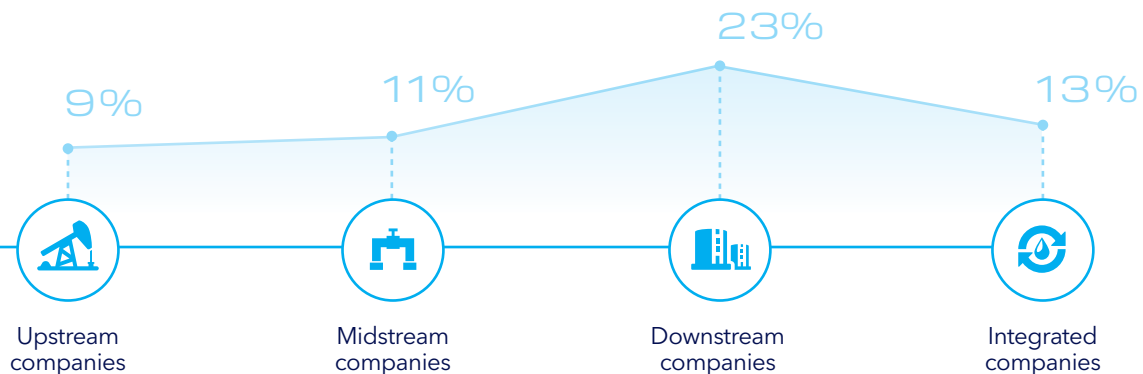 9%
11%
23%
13%
Upstream
companies
Midstream
companies
Downstream
companies
Integrated
companies